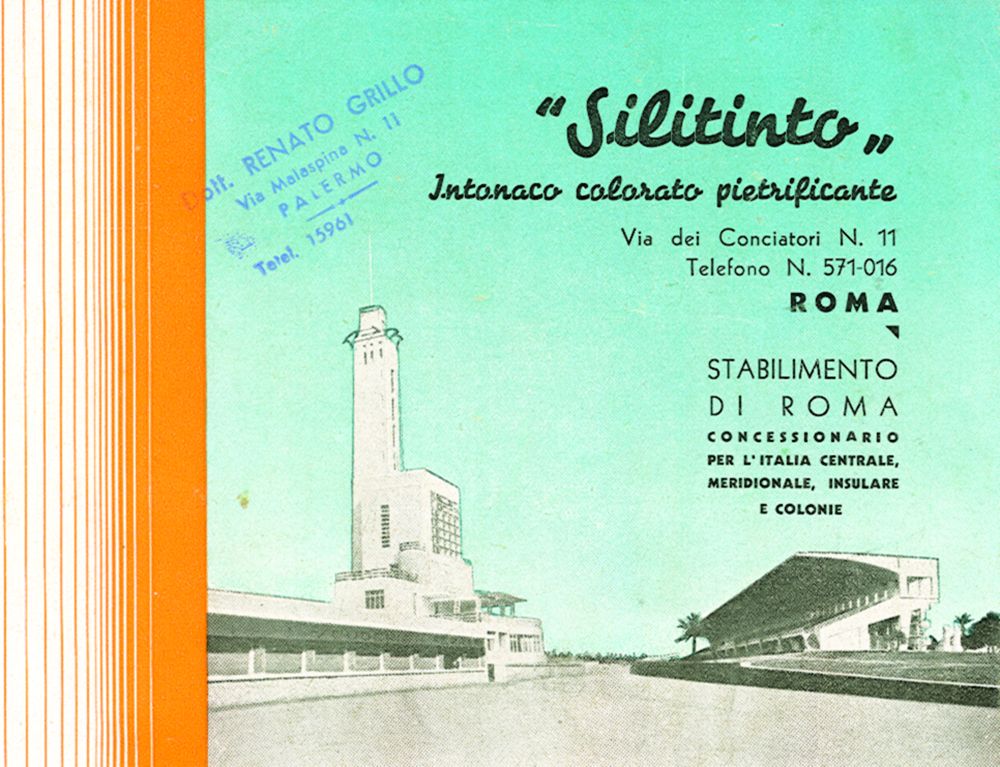 Dott. RENATO GRILLO
Via Malaspina N. 11
PALERMO
Telef. 15961
"Silitinto„
Intonaco colorato pietrificante
Via dei Conciatori N. 11
Telefono N. 571-016
ROMA
STABILIMENTO
DI ROMA
CONCESSIONARIO
PER L'ITALIA CENTRALE,
MERIDIONALE, INSULARE
E COLONIE